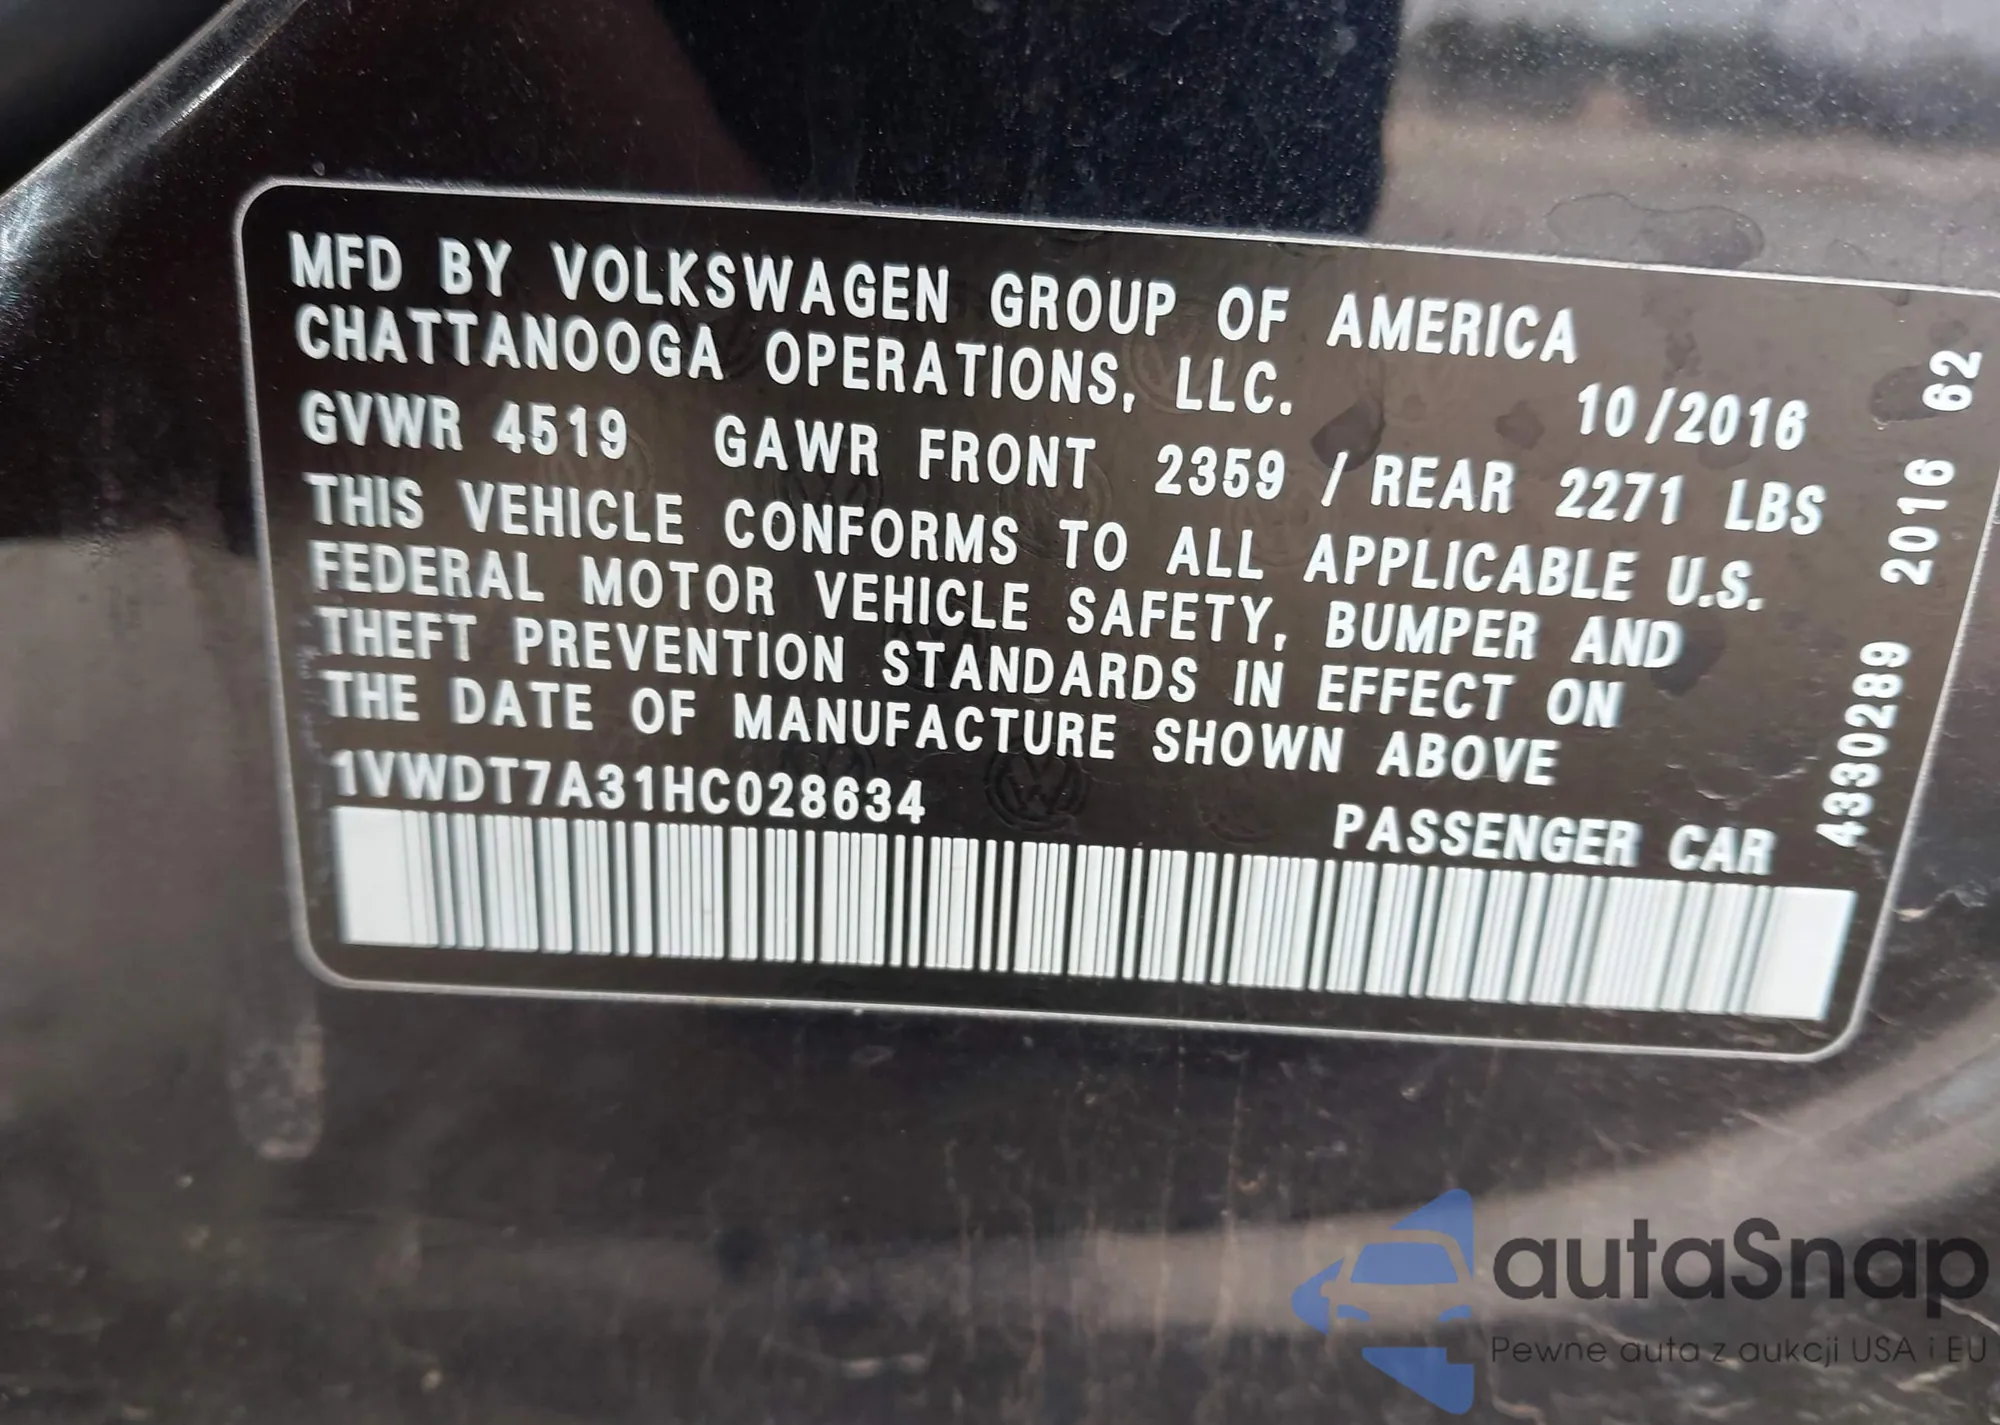 MFD BY VOLKSWAGEN GROUP OF AMERICA
CHATTANOOGA OPERATIONS, LLC.
10/2016
GVWR 4519 GAWR FRONT 2359 / REAR 2271 LBS
THIS VEHICLE CONFORMS TO ALL APPLICABLE U.S.
FEDERAL MOTOR VEHICLE SAFETY, BUMPER AND
THEFT PREVENTION STANDARDS IN EFFECT ON
THE DATE OF MANUFACTURE SHOWN ABOVE
1VWDT7A31HC028634
PASSENGER CAR
4330289 2016 62
autaSnap
Pewne auta z aukcji USA i EU